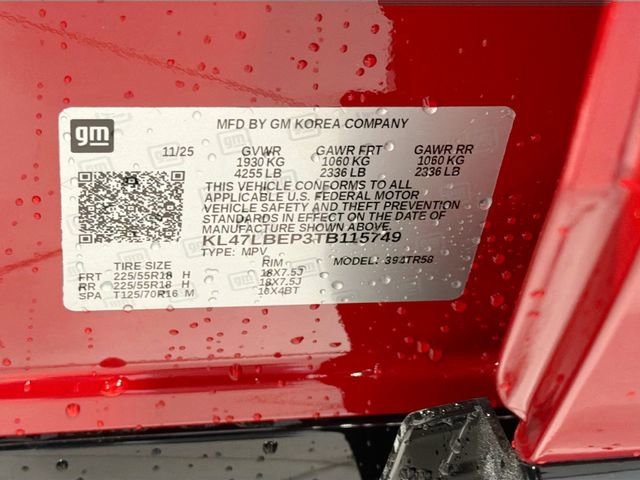 gm
MFD BY GM KOREA COMPANY
11/25 GVWR GAWR FRT GAWR RR
1930 KG 1060 KG 1060 KG
4255 LB 2336 LB 2336 LB
THIS VEHICLE CONFORMS TO ALL
APPLICABLE U.S. FEDERAL MOTOR
VEHICLE SAFETY AND THEFT PREVENTION
STANDARDS IN EFFECT ON THE DATE OF
MANUFACTURE SHOWN ABOVE.
KL47LBEP3TB115749
TYPE: MPV MODEL: 394TR58
TIRE SIZE RIM
FRT 225/55R18 H 18X7.5J
RR 225/55R18 H 18X7.5J
SPA T125/70R16 M 16X4BT